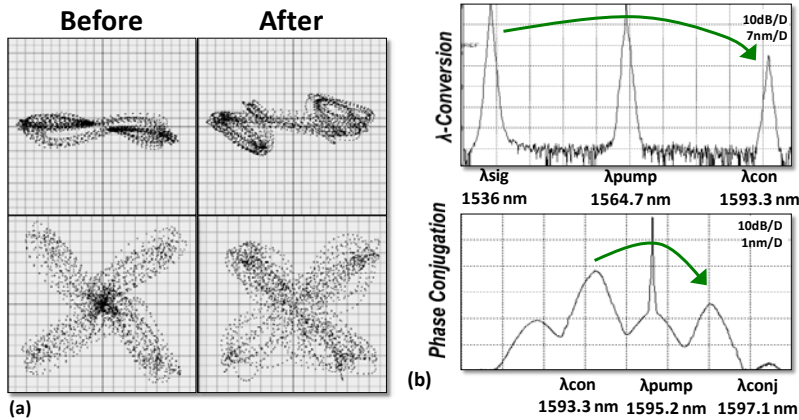 Before
After
(a)
λ-Conversion
10dB/D
7nm/D
λsig
λpump
λcon
1536 nm
1564.7 nm
1593.3 nm
Phase Conjugation
10dB/D
1nm/D
λcon
λpump
λconj
1593.3 nm
1595.2 nm
1597.1 nm
(b)